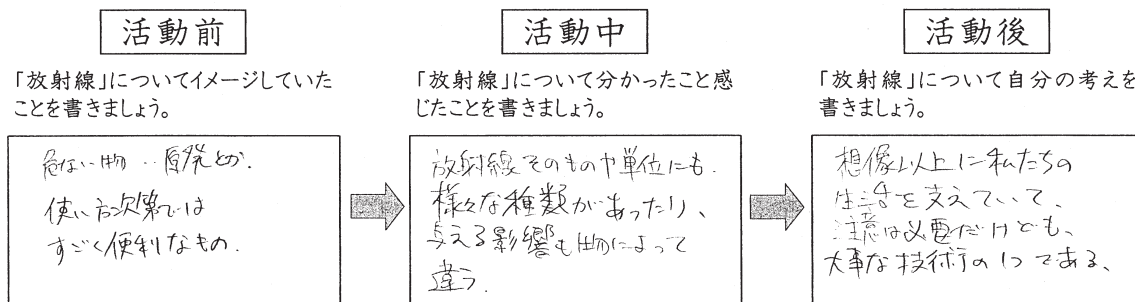 活動前
「放射線」についてイメージしていた
ことを書きましょう。
危ない物‥原発とか.
使い方次第では
すごく便利なもの.
活動中
「放射線」について分かったこと感
じたことを書きましょう。
放射線そのものや単位にも.
様々な種類があったり、
与える影響も物によって
違う.
活動後
「放射線」について自分の考えを
書きましょう。
想像以上に私たちの
生活を支えていて、
注意は必要だけども、
大事な技術の1つである、